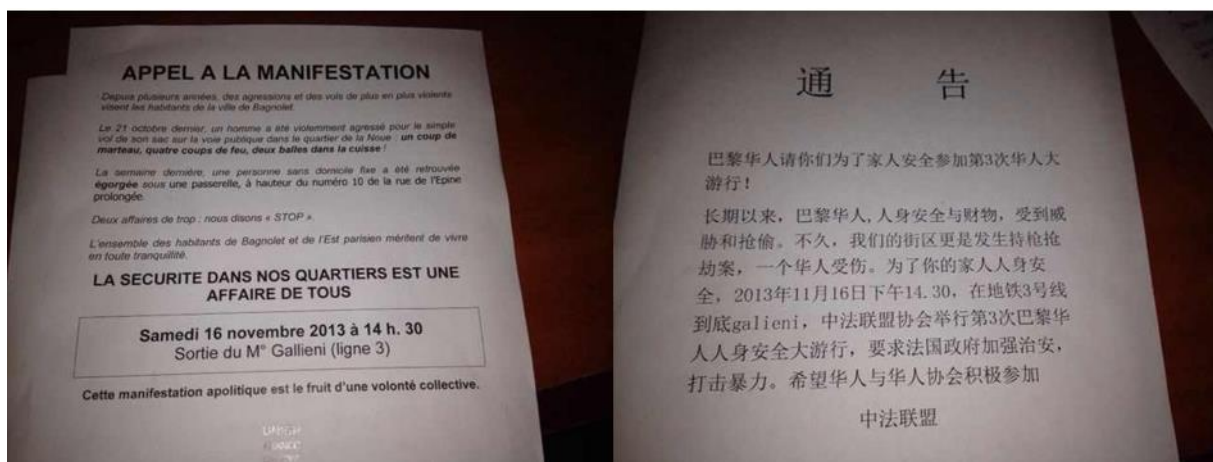 APPEL A LA MANIFESTATION
Depuis plusieurs années, des agressions et des vols de plus en plus violents
visent les habitants de la ville de Bagnolet.
Le 21 octobre dernier, un homme a été violemment agressé pour le simple
vol de son sac sur la voie publique dans le quartier de la Noue : un coup de
marteau, quatre coups de feu, deux balles dans la cuisse !
La semaine dernière, une personne sans domicile fixe a été retrouvée
égorgée sous une passerelle, à hauteur du numéro 10 de la rue de l'Epine
prolongée.
Deux affaires de trop : nous disons « STOP ».
L'ensemble des habitants de Bagnolet et de l'Est parisien méritent de vivre
en toute tranquillité.
LA SECURITE DANS NOS QUARTIERS EST UNE
AFFAIRE DE TOUS
Samedi 16 novembre 2013 à 14 h. 30
Sortie du M° Gallieni (ligne 3)
Cette manifestation apolitique est le fruit d'une volonté collective.
通 告
巴黎华人请你们为了家人安全参加第3次华人大
游行!
长期以来，巴黎华人,人身安全与财物，受到威
胁和抢偷。不久，我们的街区更是发生持枪抢
劫案，一个华人受伤。为了你的家人人身安
全，2013年11月16日下午14.30，在地铁3号线
到底galieni，中法联盟协会举行第3次巴黎华
人人身安全大游行，要求法国政府加强治安，
打击暴力。希望华人与华人协会积极参加
中法联盟